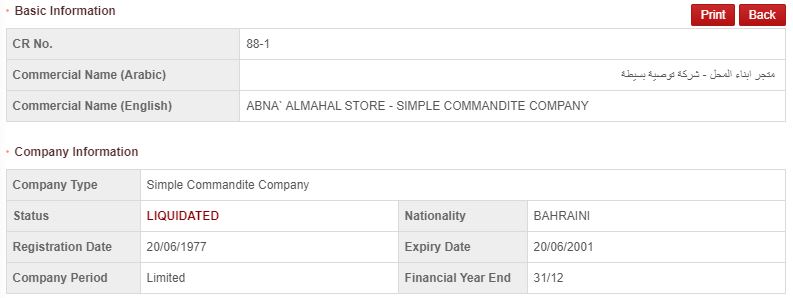 Basic Information
Print Back
CR No. 88-1
Commercial Name (Arabic) متجر ابناء المحل - شركة توصية بسيطة
Commercial Name (English) ABNA` ALMAHAL STORE - SIMPLE COMMANDITE COMPANY
Company Information
Company Type Simple Commandite Company
Status LIQUIDATED Nationality BAHRAINI
Registration Date 20/06/1977 Expiry Date 20/06/2001
Company Period Limited Financial Year End 31/12